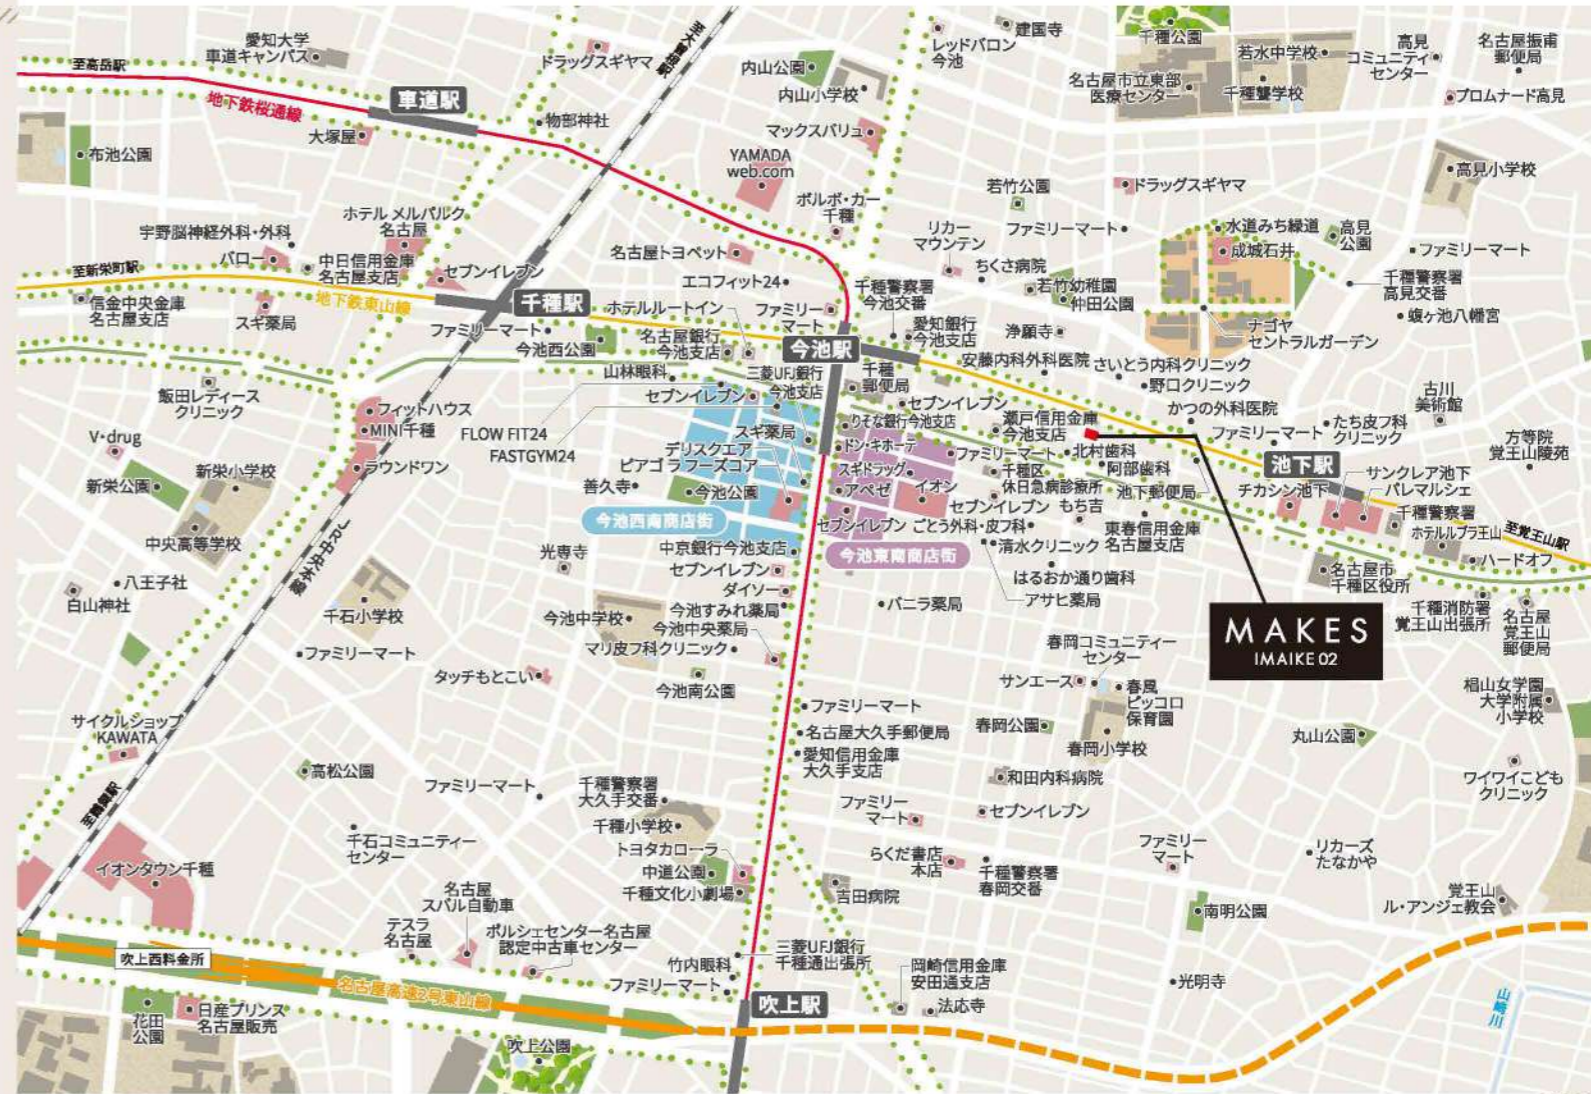 愛知大学
車道キャンパス
ドラッグスギヤマ
至大曽根駅
内山公園
内山小学校
レッドバロン
今池
建国寺
千種公園
名古屋市立東部
医療センター
若水中学校
千種聾学校
高見
コミュニティ
センター
名古屋振甫
郵便局
プロムナード高見
至高岳駅
地下鉄桜通線
車道駅
大塚屋
物部神社
マックスバリュ
YAMADA
web.com
布池公園
若竹公園
ドラッグスギヤマ
高見小学校
ホテル メルパルク
名古屋
宇野脳神経外科・外科
バロー
中日信用金庫
名古屋支店
セブンイレブン
名古屋トヨペット
ボルボ・カー
千種
リカー
マウンテン
ファミリーマート
水道みち緑道
成城石井
高見
公園
ファミリーマート
至新栄町駅
地下鉄東山線
信金中央金庫
名古屋支店
スギ薬局
千種駅
エコフィット24
ホテルルートイン
ファミリー
マート
千種警察署
今池交番
ちくさ病院
若竹幼稚園
仲田公園
千種警察署
高見交番
蝮ヶ池八幡宮
ナゴヤ
セントラルガーデン
ファミリーマート
今池西公園
名古屋銀行
今池支店
今池駅
愛知銀行
今池支店
浄願寺
安藤内科外科医院
さいとう内科クリニック
野口クリニック
飯田レディース
クリニック
山林眼科
三菱UFJ銀行
今池支店
千種
郵便局
セブンイレブン
セブンイレブン
かつの外科医院
古川
美術館
フィットハウス
MINI千種
FLOW FIT24
FASTGYM24
スギ薬局
りそな銀行今池支店
瀬戸信用金庫
今池支店
ファミリーマート
たち皮フ科
クリニック
方等院
覚王山陵苑
V・drug
新栄小学校
新栄公園
ラウンドワン
デリスクエア
ピアゴ ラ フーズコア
ドン・キホーテ
ファミリーマート
北村歯科
阿部歯科
池下駅
サンクレア池下
パレマルシェ
善久寺
今池公園
スギドラッグ
アペゼ
イオン
千種区
休日急病診療所
池下郵便局
チカシン池下
今池西南商店街
セブンイレブン
セブンイレブン
ごとう外科・皮フ科
もち吉
東春信用金庫
名古屋支店
千種警察署
ホテルルブラ王山
至覚王山駅
中央高等学校
JR中央本線
光専寺
中京銀行今池支店
今池東南商店街
清水クリニック
ハードオフ
八王子社
白山神社
千石小学校
セブンイレブン
ダイソー
今池すみれ薬局
はるおか通り歯科
アサヒ薬局
バニラ薬局
名古屋市
千種区役所
千種消防署
覚王山出張所
名古屋
覚王山
郵便局
今池中学校
今池中央薬局
マリ皮フ科クリニック
MAKES
IMAIKE 02
ファミリーマート
タッチもとこい
今池南公園
春岡コミュニティー
センター
サンエース
春風
ピッコロ
保育園
椙山女学園
大学附属
小学校
サイクルショップ
KAWATA
ファミリーマート
名古屋大久手郵便局
愛知信用金庫
大久手支店
春岡公園
春岡小学校
丸山公園
高松公園
ファミリーマート
千種警察署
大久手交番
和田内科病院
ワイワイこども
クリニック
至鶴舞駅
千種小学校
ファミリー
マート
セブンイレブン
千石コミュニティー
センター
トヨタカローラ
中道公園
千種文化小劇場
らくだ書店
本店
千種警察署
春岡交番
ファミリー
マート
リカーズ
たなかや
イオンタウン千種
名古屋
スバル自動車
吉田病院
南明公園
覚王山
ル・アンジェ教会
テスラ
名古屋
ポルシェセンター名古屋
認定中古車センター
吹上西料金所
竹内眼科
ファミリーマート
三菱UFJ銀行
千種通出張所
岡崎信用金庫
安田通支店
光明寺
名古屋高速2号東山線
花田
公園
日産プリンス
名古屋販売
吹上駅
法応寺
山崎川
吹上公園